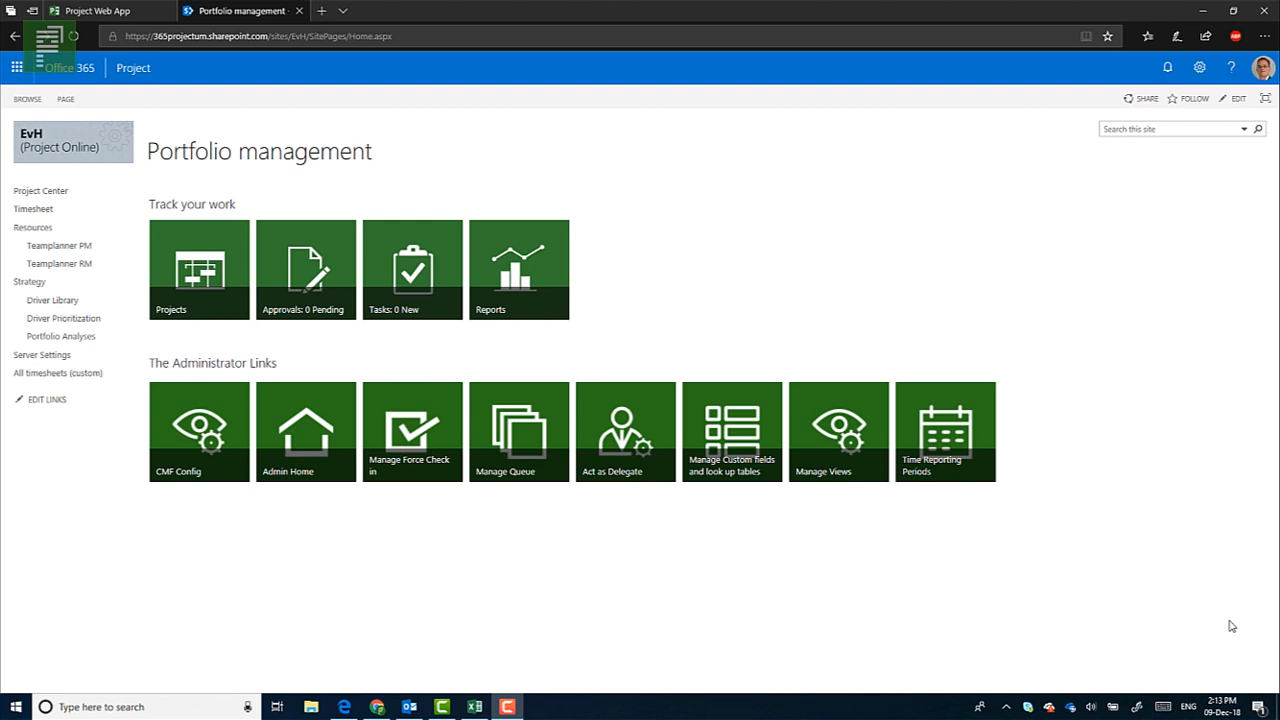 Project Web App
Portfolio management
https://365projectum.sharepoint.com/sites/EvH/SitePages/Home.aspx
ABP
Office 365
Project
?
BROWSE
PAGE
SHARE
FOLLOW
EDIT
EvH
(Project Online)
Portfolio management
Search this site
Project Center
Timesheet
Resources
Teamplanner PM
Teamplanner RM
Strategy
Driver Library
Driver Prioritization
Portfolio Analyses
Server Settings
All timesheets (custom)
EDIT LINKS
Track your work
Projects
Approvals: 0 Pending
Tasks: 0 New
Reports
The Administrator Links
CMF Config
Admin Home
Manage Force Check
in
Manage Queue
Act as Delegate
Manage Custom fields
and look up tables
Manage Views
Time Reporting
Periods
Type here to search
ENG
2:13 PM
09-Dec-18